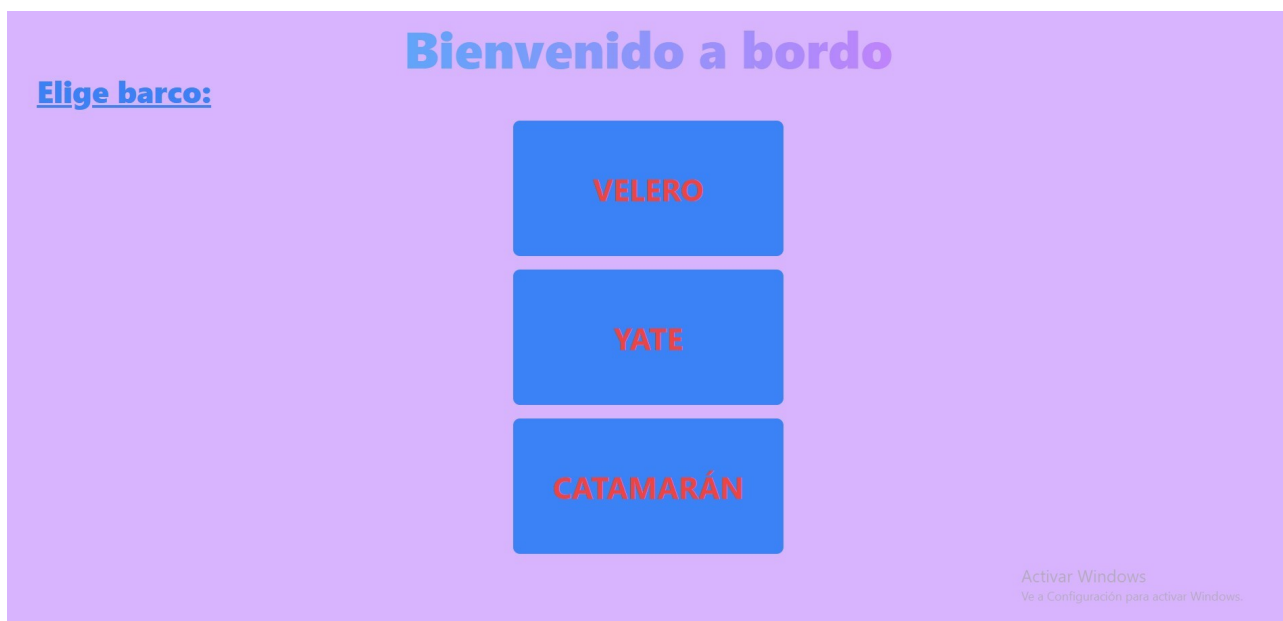 Bienvenido a bordo
Elige barco:
VELERO
YATE
CATAMARÁN
Activar Windows
Ve a Configuración para activar Windows.